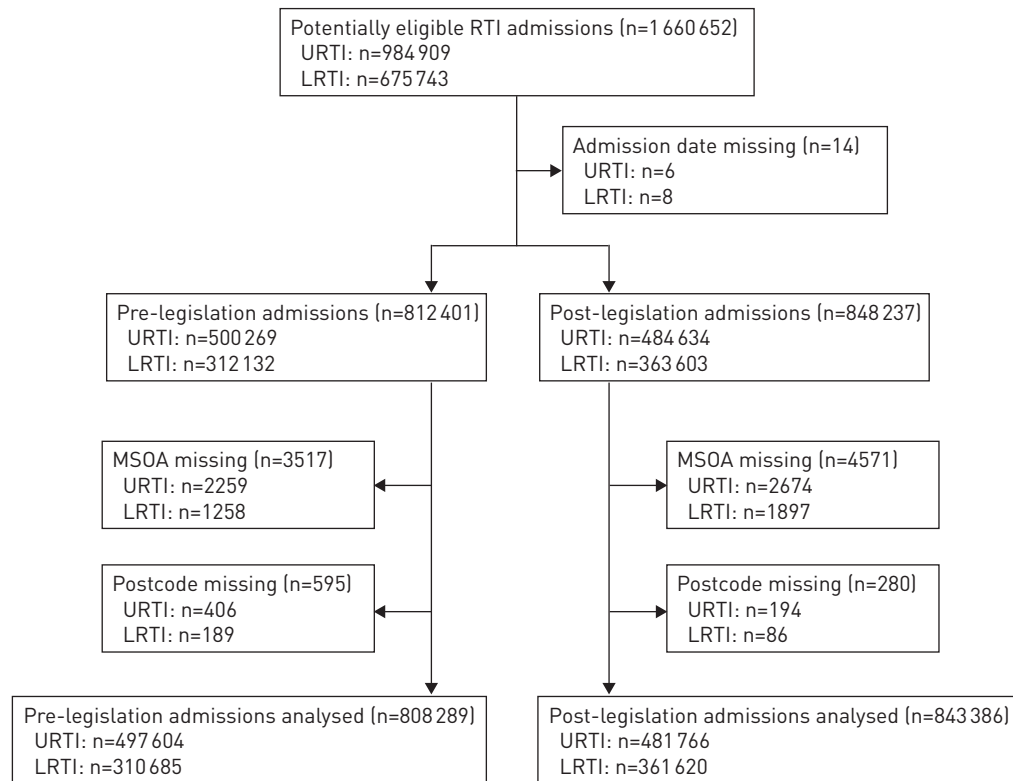 Potentially eligible RTI admissions (n=1 660 652)
URTI: n=984 909
LRTI: n=675 743
Admission date missing (n=14)
URTI: n=6
LRTI: n=8
Pre-legislation admissions (n=812 401)
URTI: n=500 269
LRTI: n=312 132
Post-legislation admissions (n=848 237)
URTI: n=484 634
LRTI: n=363 603
MSOA missing (n=3517)
URTI: n=2259
LRTI: n=1258
MSOA missing (n=4571)
URTI: n=2674
LRTI: n=1897
Postcode missing (n=595)
URTI: n=406
LRTI: n=189
Postcode missing (n=280)
URTI: n=194
LRTI: n=86
Pre-legislation admissions analysed (n=808 289)
URTI: n=497 604
LRTI: n=310 685
Post-legislation admissions analysed (n=843 386)
URTI: n=481 766
LRTI: n=361 620